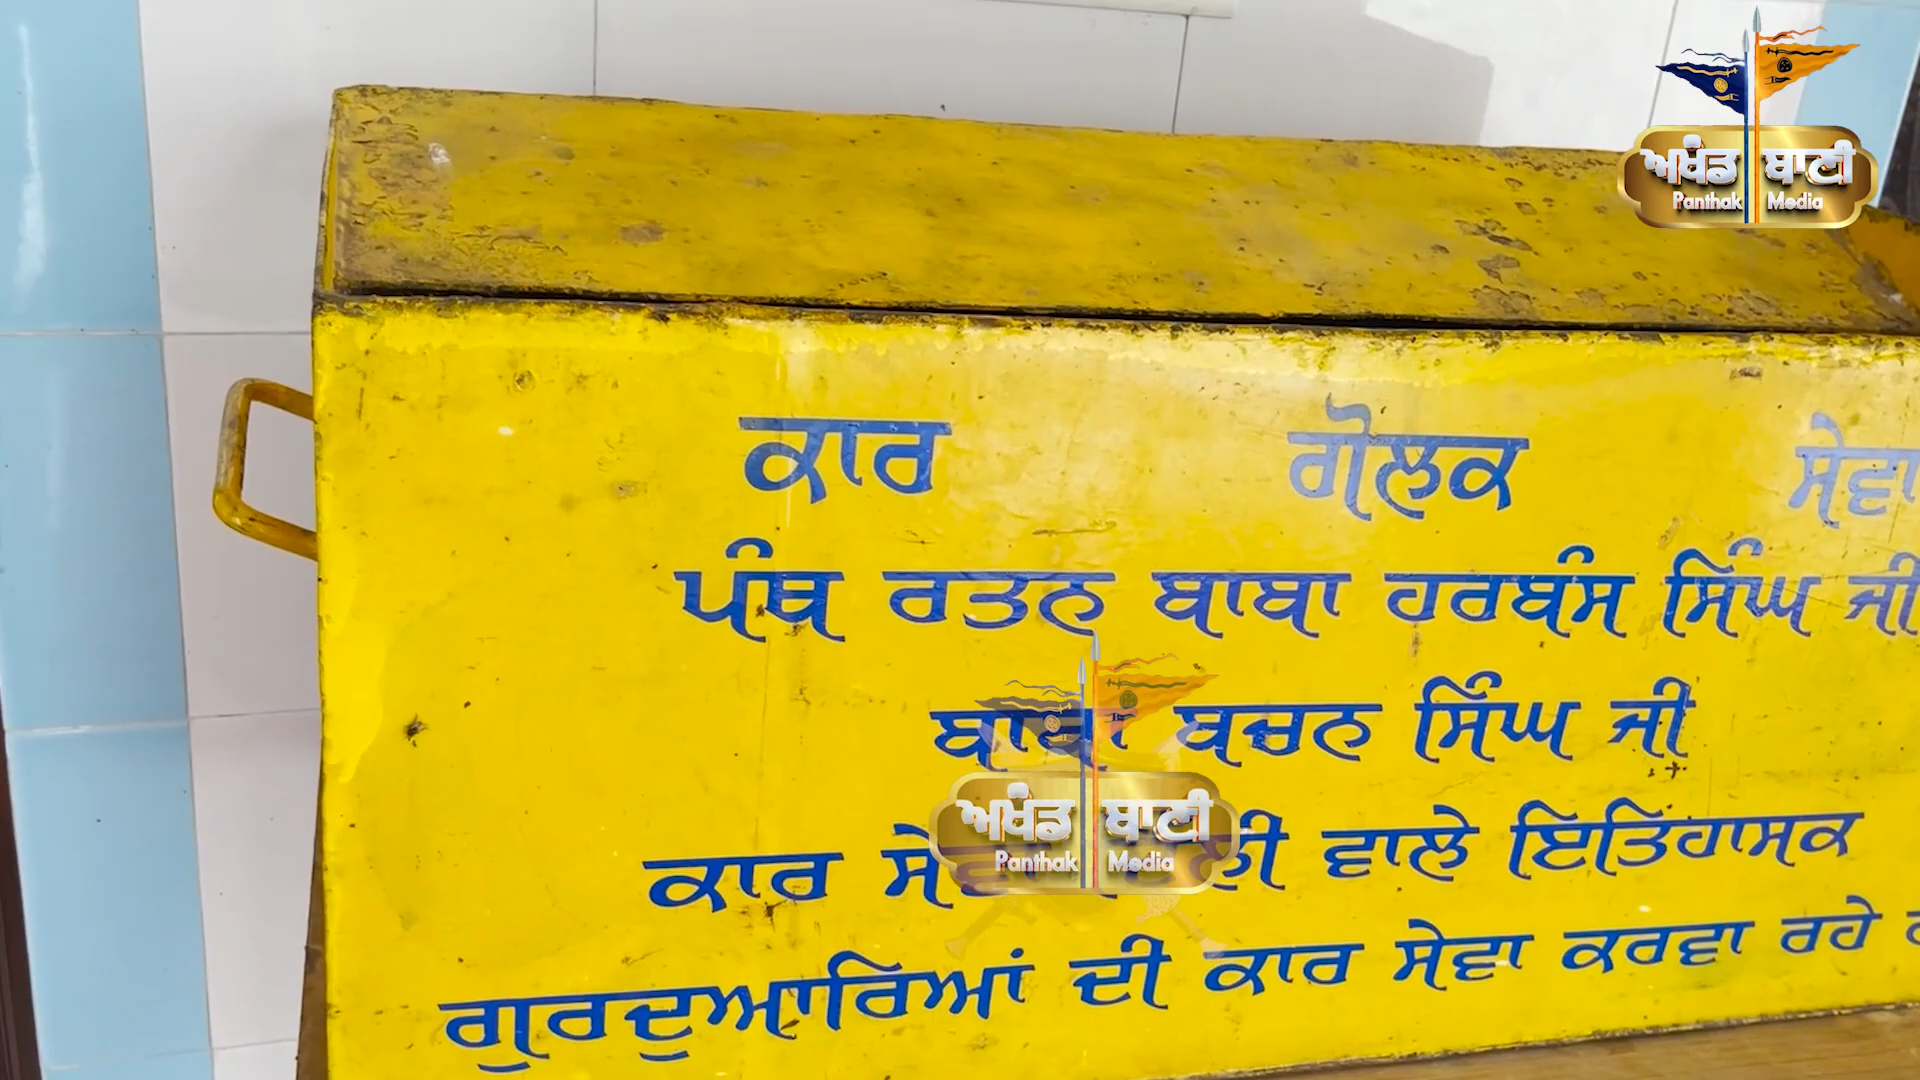 ਅਖੰਡ ਬਾਣੀ
Panthak Media
ਕਾਰ ਗੋਲਕ ਸੇਵਾ
ਪੰਥ ਰਤਨ ਬਾਬਾ ਹਰਬੰਸ ਸਿੰਘ ਜੀ
ਬਾਬਾ ਬਚਨ ਸਿੰਘ ਜੀ
ਅਖੰਡ ਬਾਣੀ
Panthak Media
ਕਾਰ ਸੇਵਾ ਵਾਲੇ ਇਤਿਹਾਸਕ
ਗੁਰਦੁਆਰਿਆਂ ਦੀ ਕਾਰ ਸੇਵਾ ਕਰਵਾ ਰਹੇ